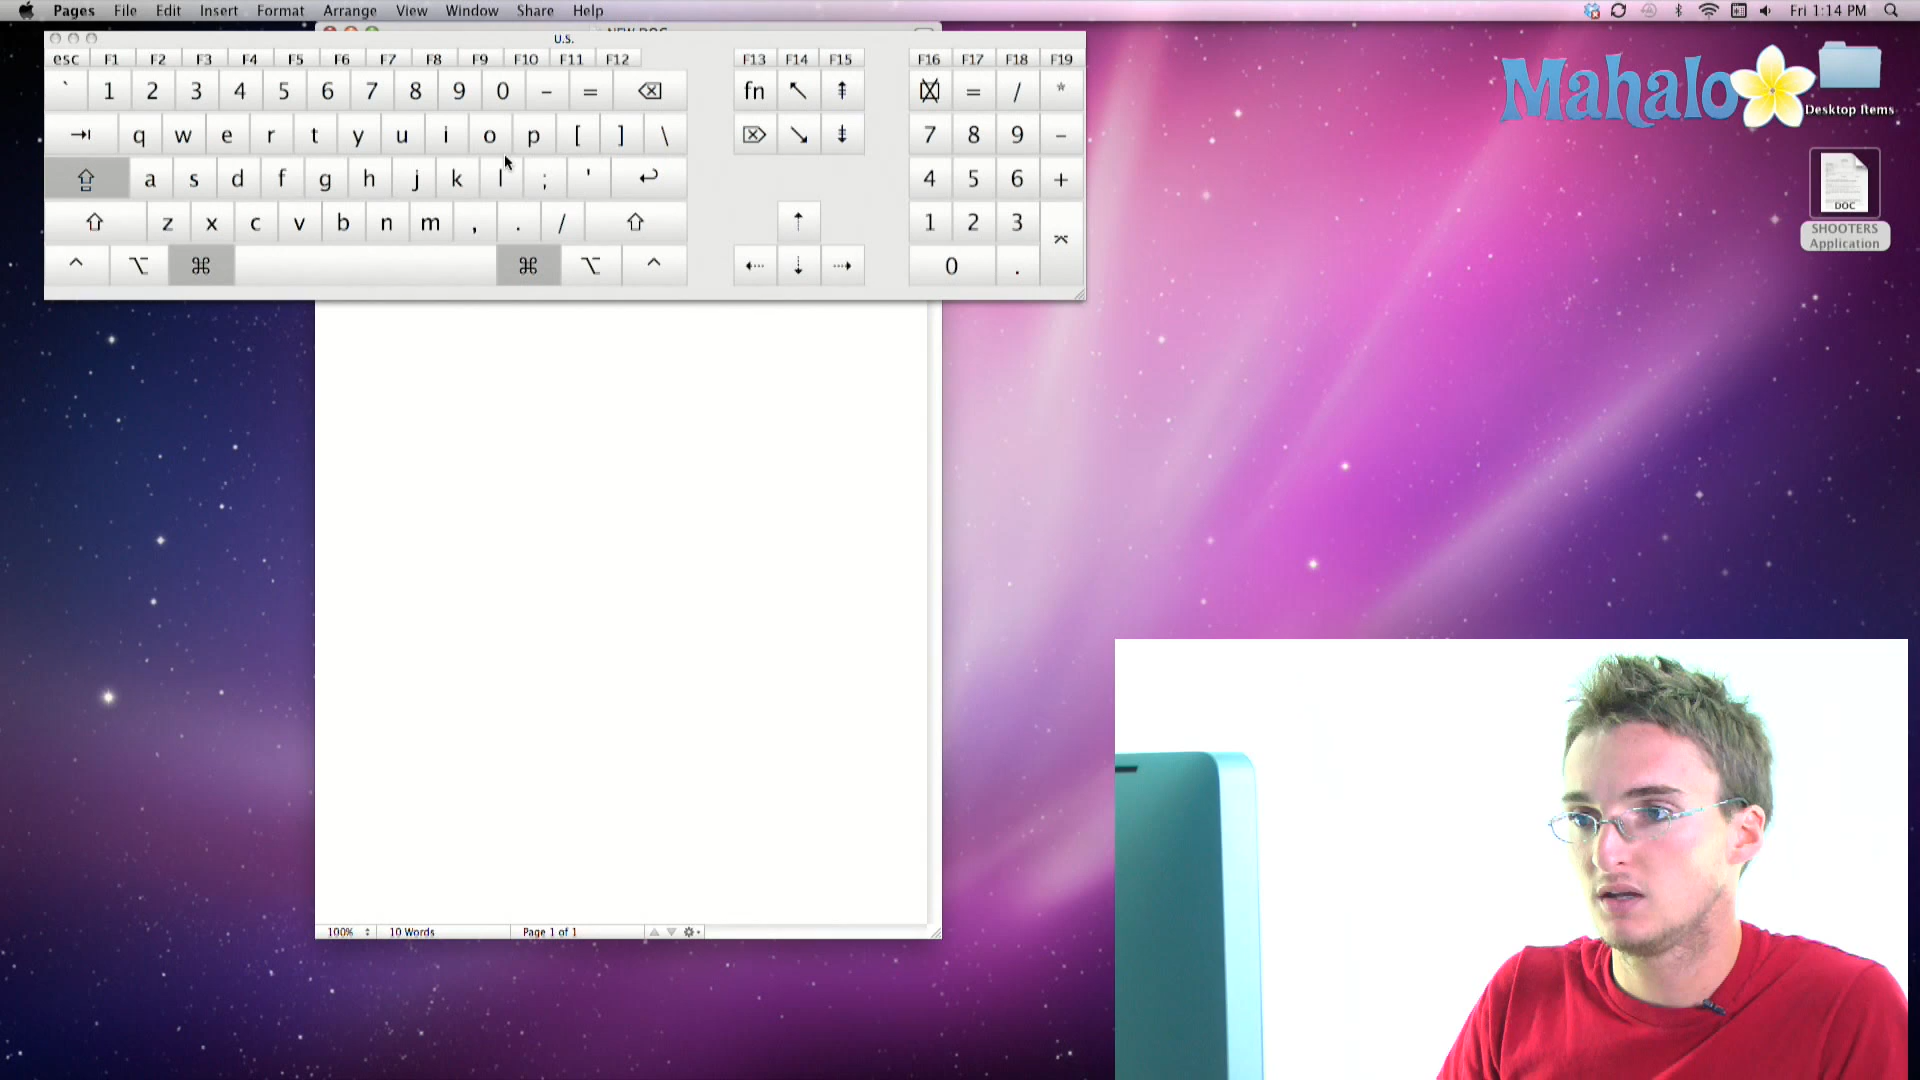 Pages File Edit Insert Format Arrange View Window Share Help Fri 1:14 PM
U.S.
esc F1 F2 F3 F4 F5 F6 F7 F8 F9 F10 F11 F12 F13 F14 F15 F16 F17 F18 F19
` 1 2 3 4 5 6 7 8 9 0 - = fn = / *
q w e r t y u i o p [ ] \ 7 8 9 -
a s d f g h j k l ; ' 4 5 6 +
z x c v b n m , . / 1 2 3
^ ⌥ ⌘ ⌘ ⌥ ^ 0 .
Mahalo
Desktop Items
DOC
SHOOTERS
Application
100% 10 Words Page 1 of 1